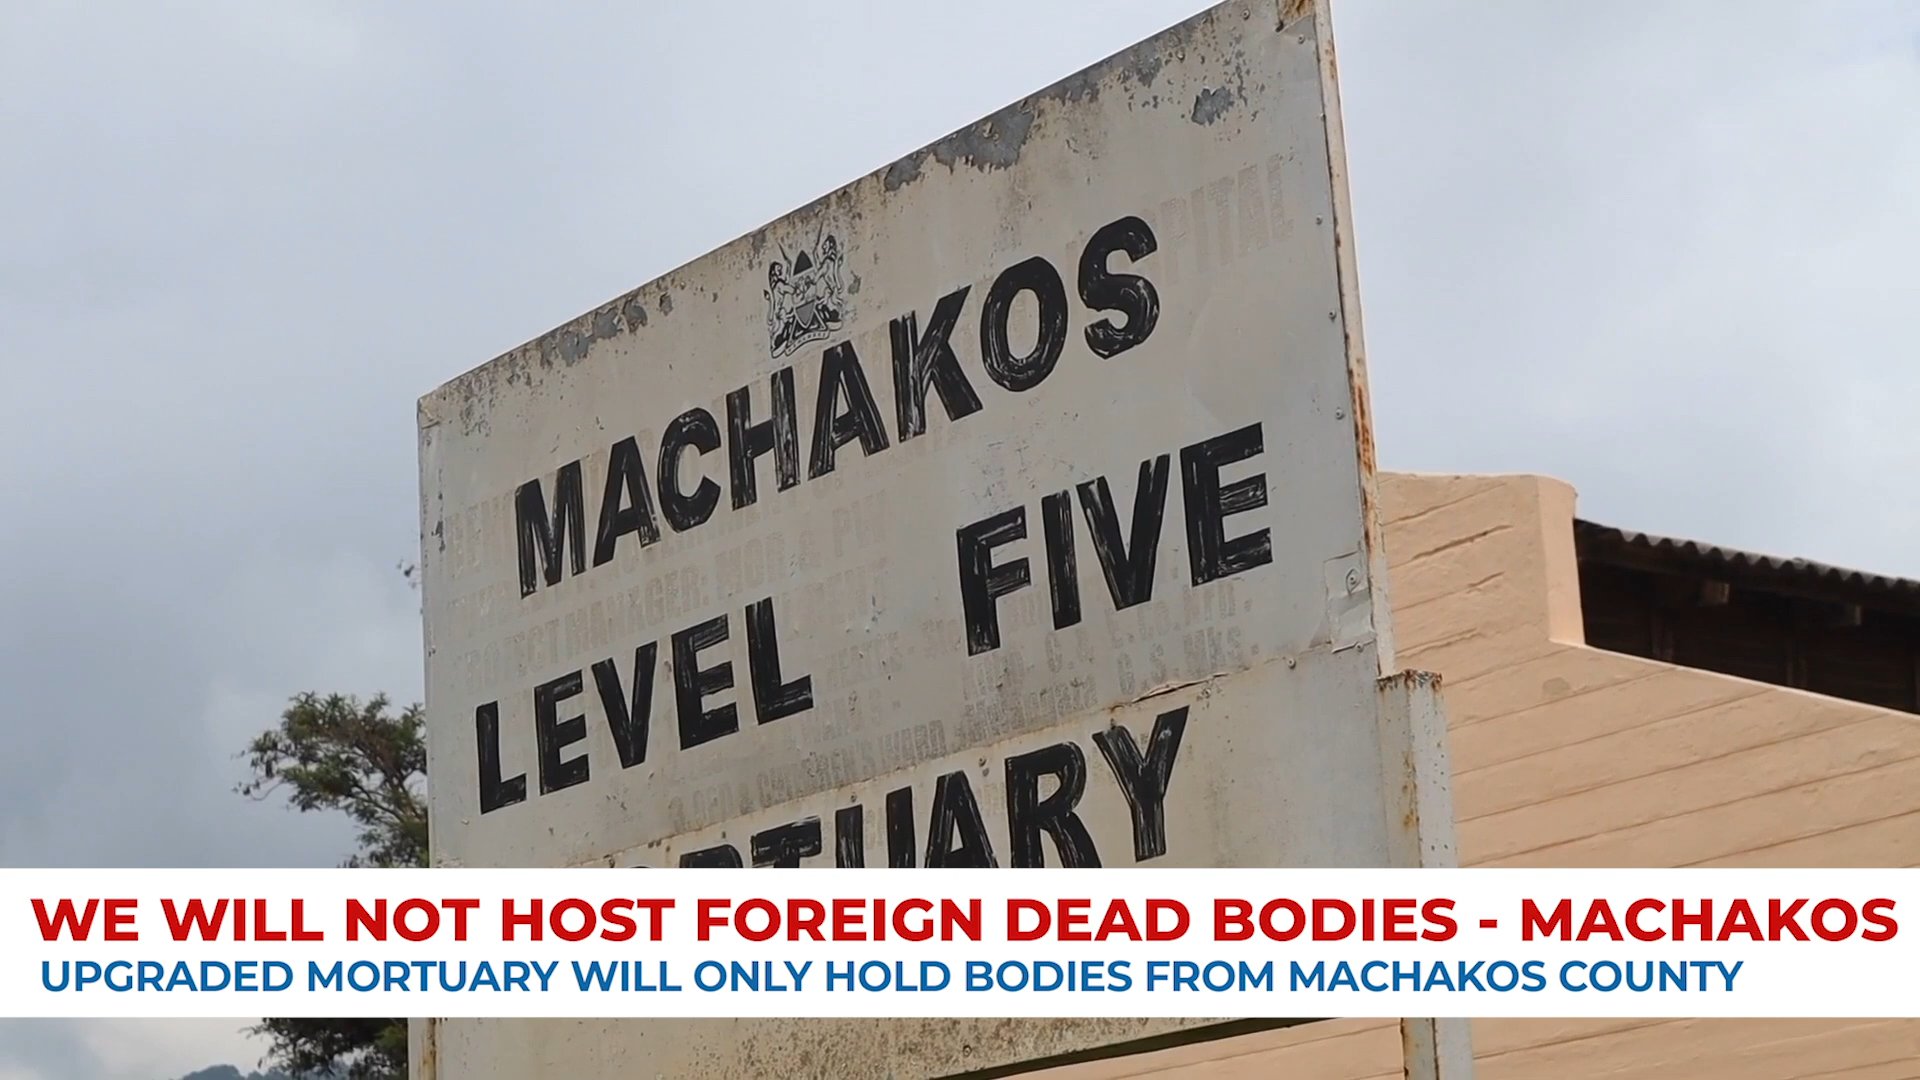 MACHAKOS
LEVEL FIVE
MORTUARY
WE WILL NOT HOST FOREIGN DEAD BODIES - MACHAKOS
UPGRADED MORTUARY WILL ONLY HOLD BODIES FROM MACHAKOS COUNTY